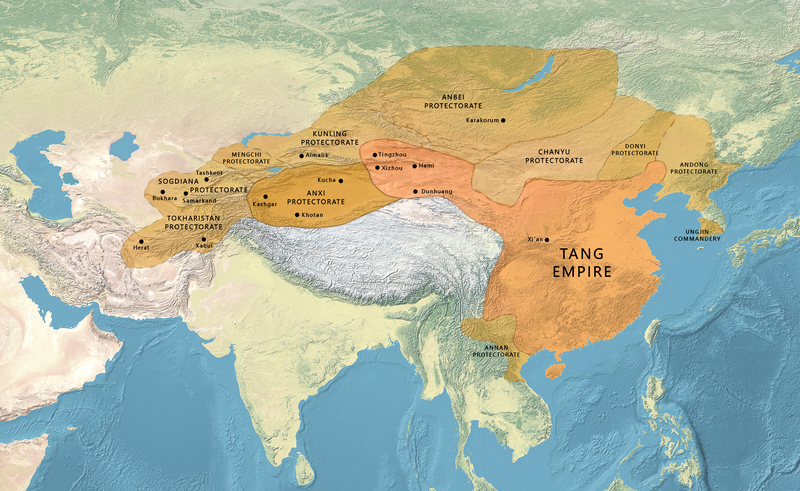 ANBEI
PROTECTORATE
Karakorum
KUNLING
PROTECTORATE
Almalik
MENGCHI
PROTECTORATE
Tingzhou
Xizhou
Hami
CHANYU
PROTECTORATE
DONYI
PROTECTORATE
ANDONG
PROTECTORATE
Tashkent
SOGDIANA
PROTECTORATE
Bukhara
Samarkand
Kucha
ANXI
PROTECTORATE
Kashgar
Khotan
Dunhuang
TOKHARISTAN
PROTECTORATE
Herat
Kabul
UNGJIN
COMMANDERY
Xi'an
TANG
EMPIRE
ANNAN
PROTECTORATE